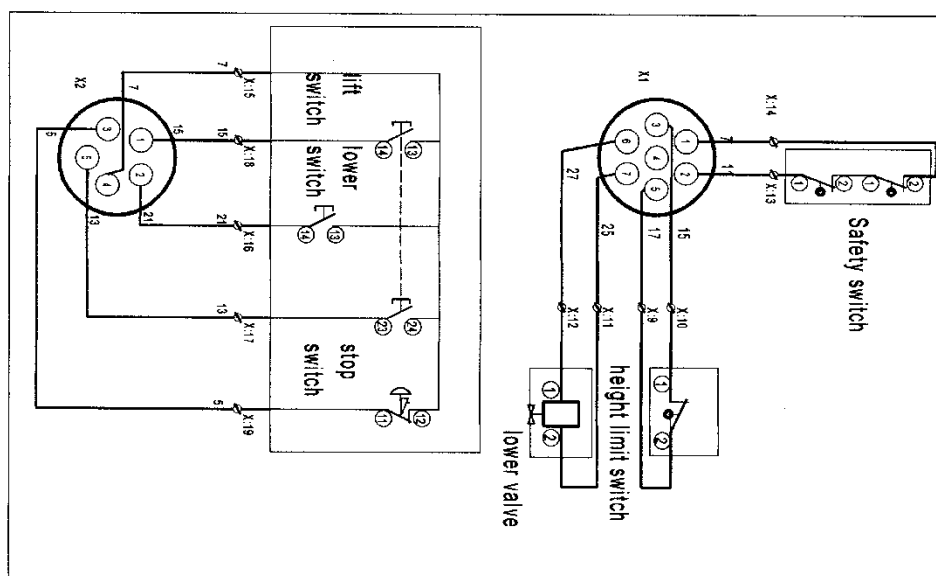 X2
7
7
X:15
15
15
X:18
21
21
X:16
13
13
X:17
5
X:19
3
1
5
2
4
lift
switch
lower
switch
stop
switch
14
13
14
13
23
24
11
12
X1
3
1
6
4
2
7
5
X:14
7
11
X:13
1
2
1
2
Safety switch
27
25
17
15
X:12
X:11
X:9
X:10
1
2
lower valve
height limit switch
1
2